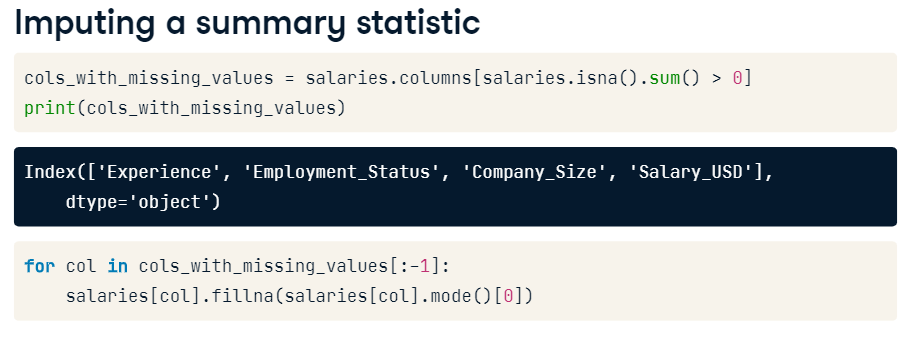 Imputing a summary statistic
cols_with_missing_values = salaries.columns[salaries.isna().sum() > 0]
print(cols_with_missing_values)
Index(['Experience', 'Employment_Status', 'Company_Size', 'Salary_USD'],
    dtype='object')
for col in cols_with_missing_values[:-1]:
    salaries[col].fillna(salaries[col].mode()[0])